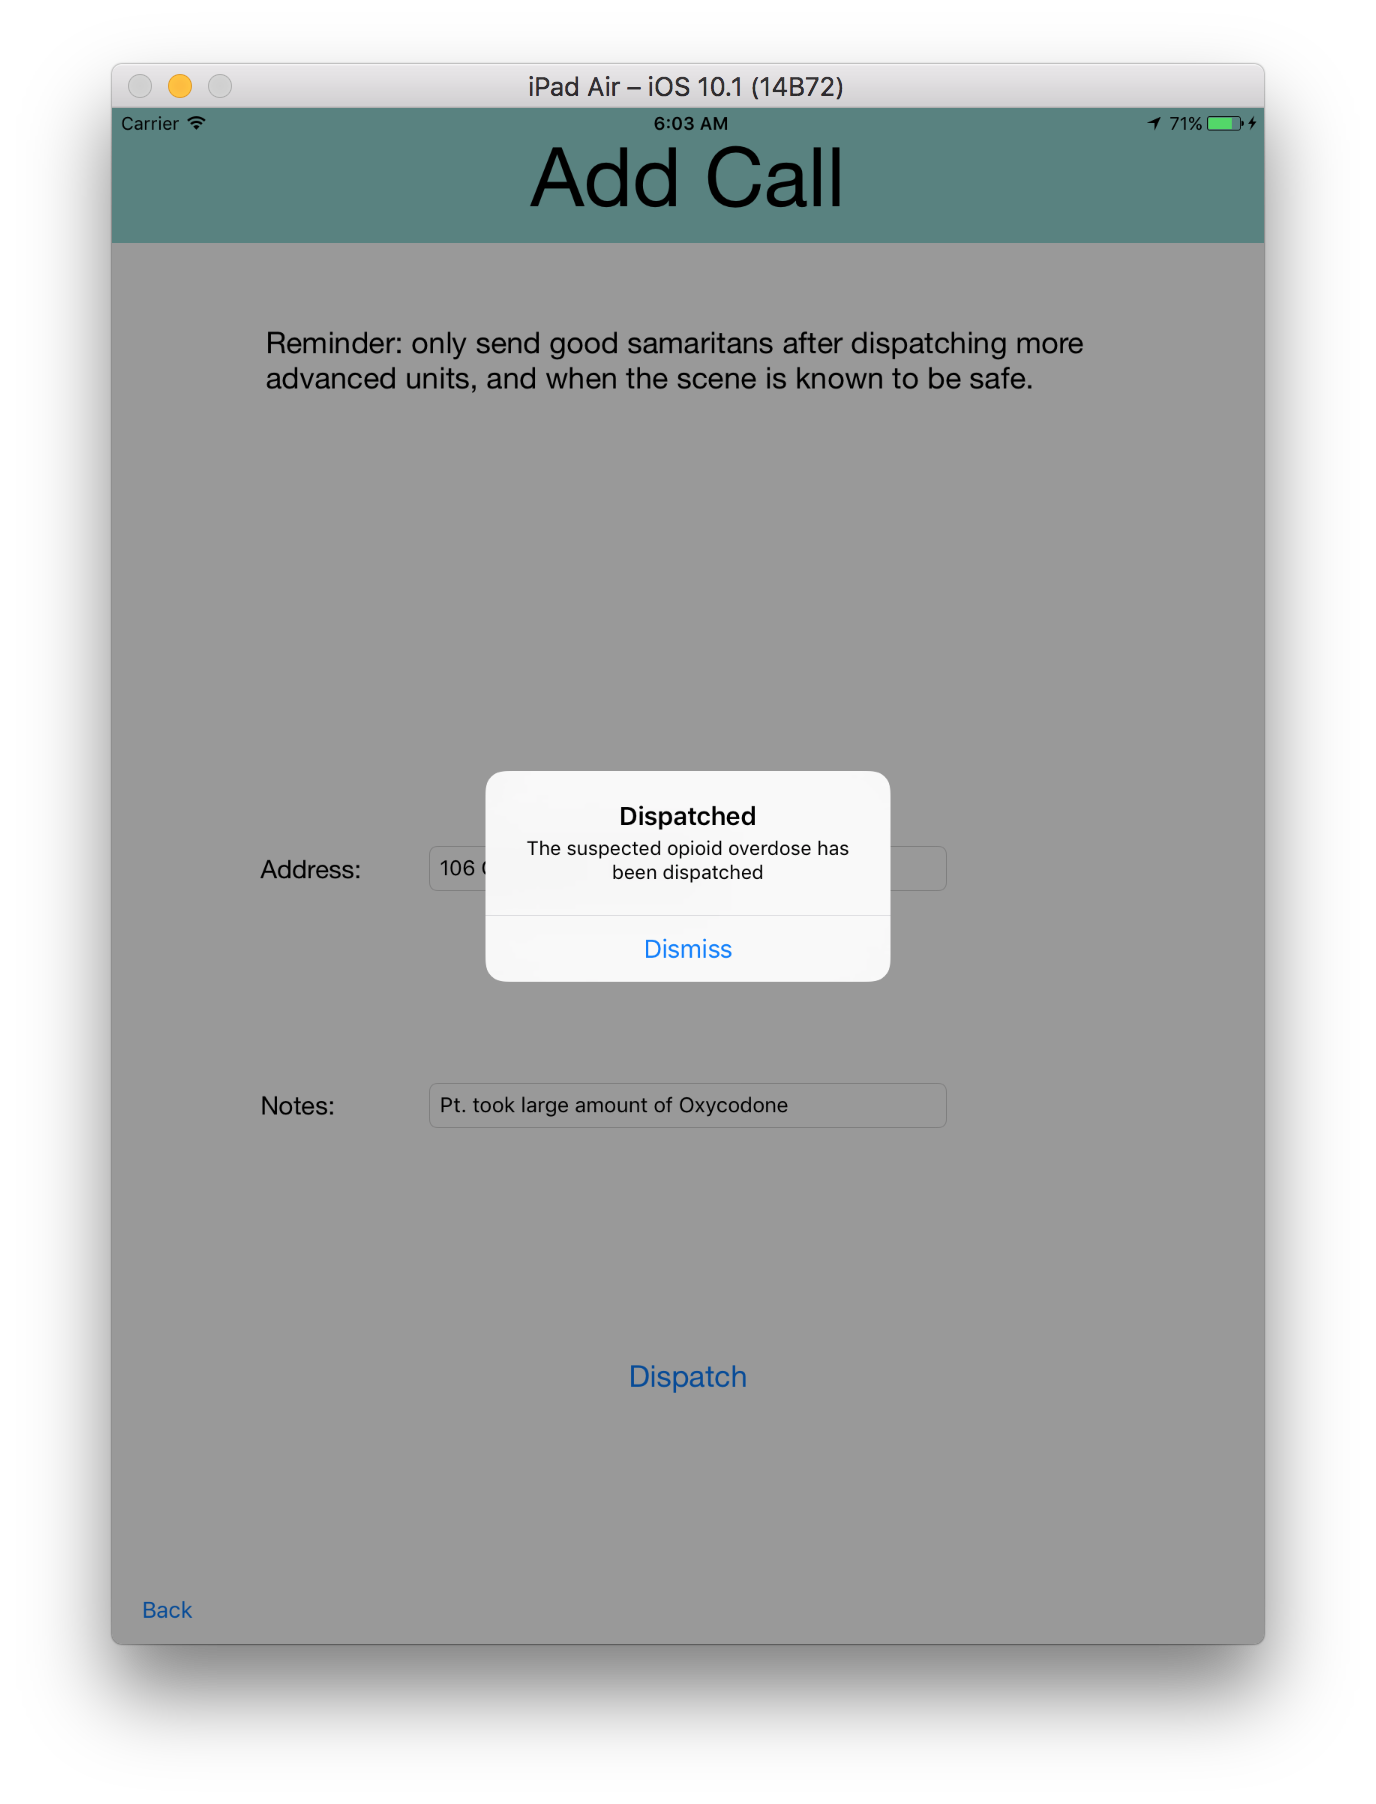 iPad Air – iOS 10.1 (14B72)
Carrier 6:03 AM 71%
Add Call
Reminder: only send good samaritans after dispatching more
advanced units, and when the scene is known to be safe.
Dispatched
The suspected opioid overdose has
been dispatched
Address: 106
Dismiss
Notes: Pt. took large amount of Oxycodone
Dispatch
Back